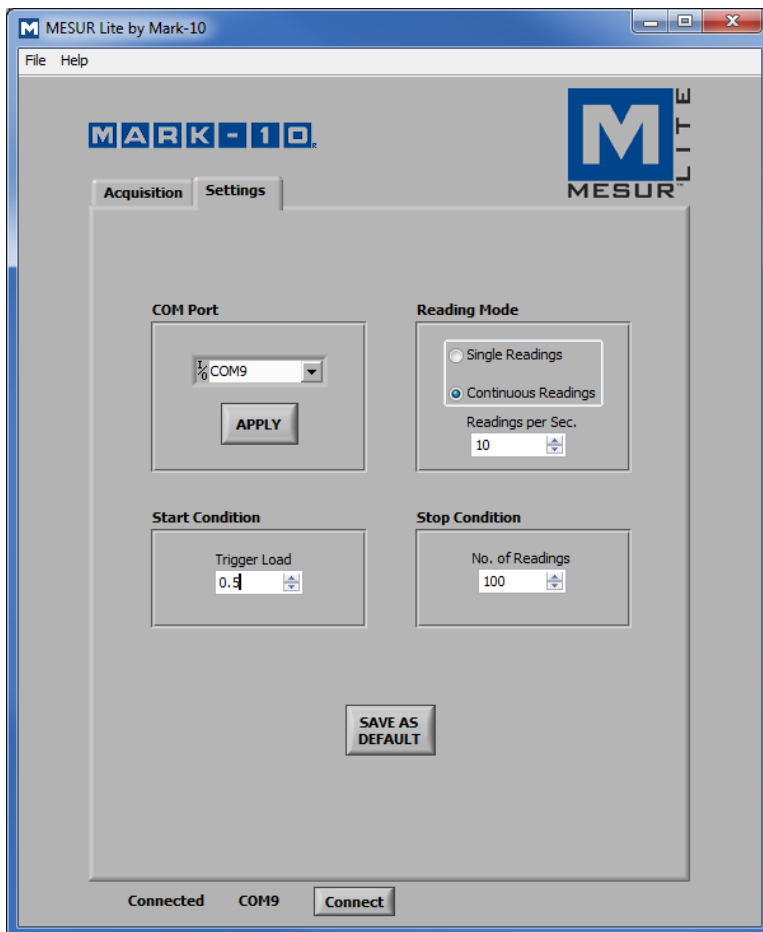 M MESUR Lite by Mark-10
File Help
MARK-10®
M
LITE
MESUR™
Acquisition Settings
COM Port
I/O COM9
APPLY
Reading Mode
Single Readings
Continuous Readings
Readings per Sec.
10
Start Condition
Trigger Load
0.5
Stop Condition
No. of Readings
100
SAVE AS
DEFAULT
Connected COM9 Connect